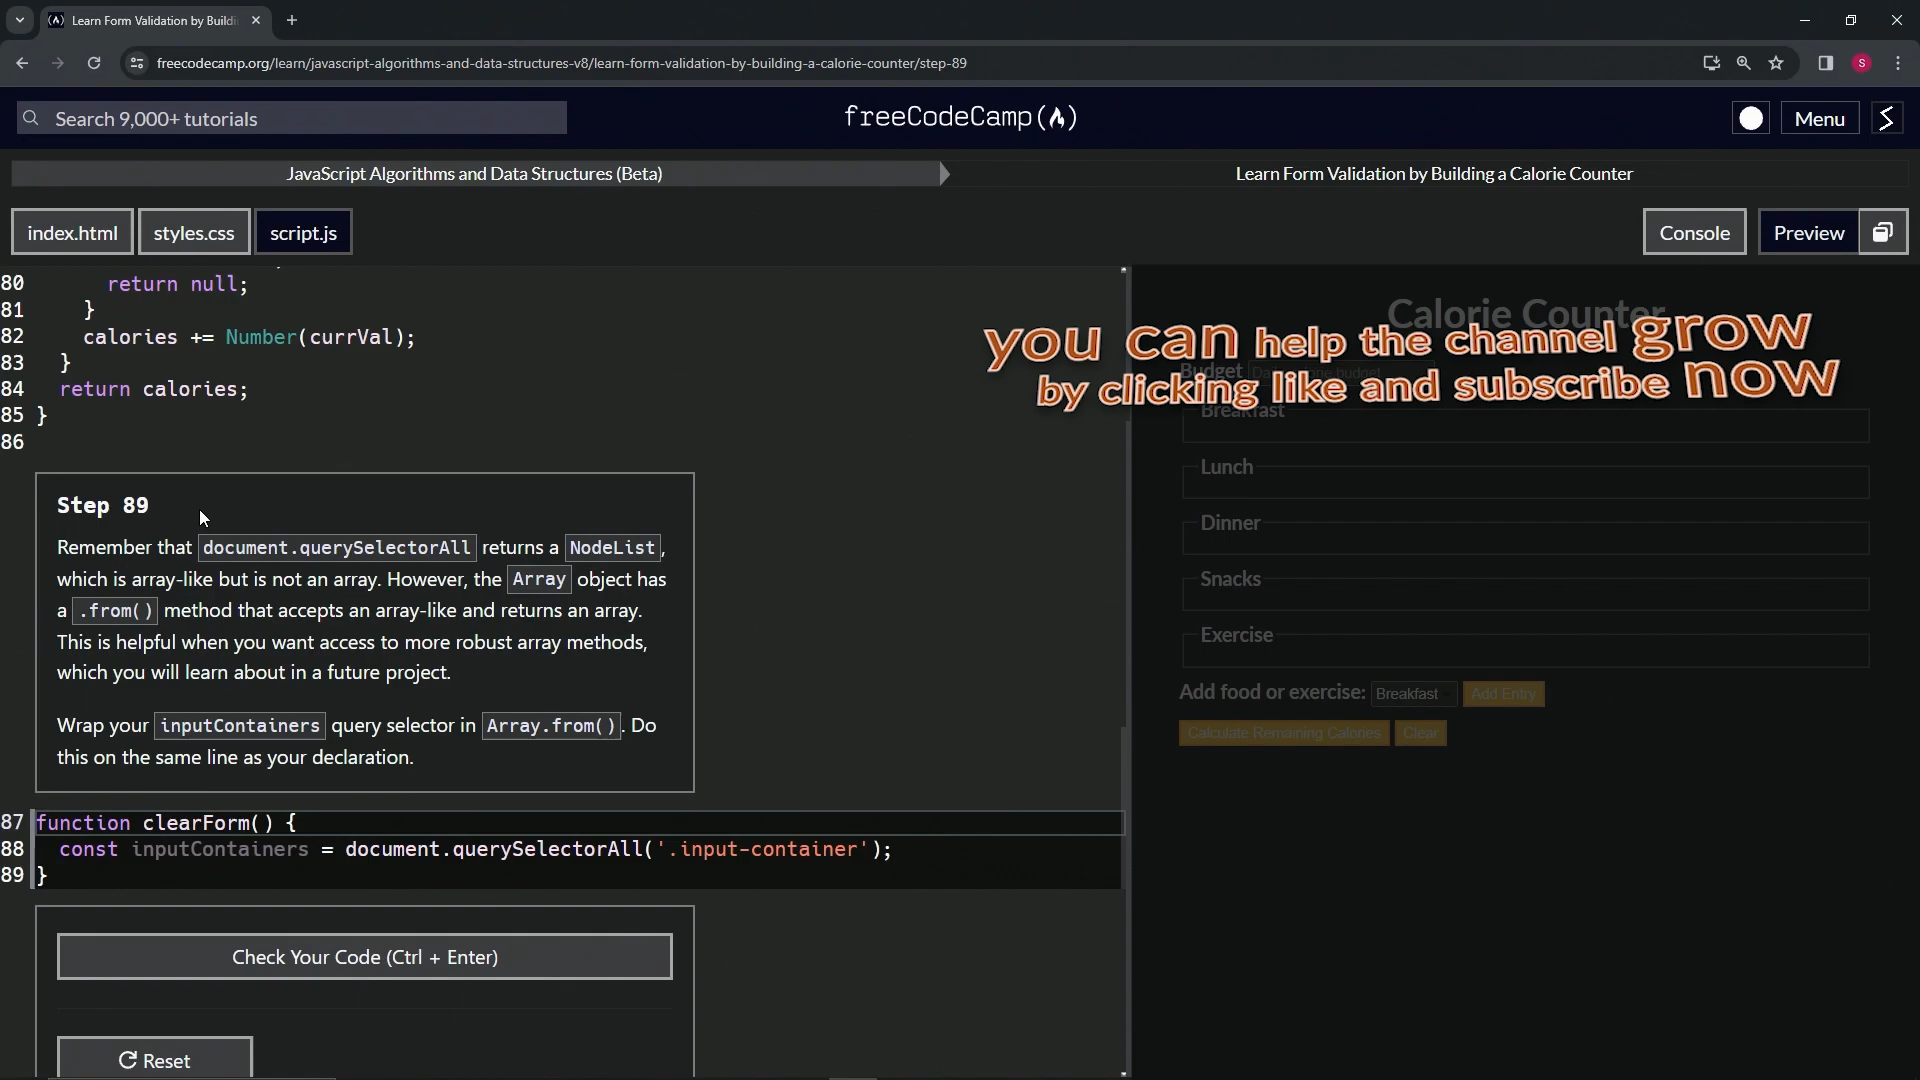 Learn Form Validation by Buildi
freecodecamp.org/learn/javascript-algorithms-and-data-structures-v8/learn-form-validation-by-building-a-calorie-counter/step-89
S
Search 9,000+ tutorials
freeCodeCamp
Menu
JavaScript Algorithms and Data Structures (Beta)
Learn Form Validation by Building a Calorie Counter
index.html
styles.css
script.js
Console
Preview
80 return null;
81 }
82 calories += Number(currVal);
83 }
84 return calories;
85 }
86
Step 89
Remember that document.querySelectorAll returns a NodeList,
which is array-like but is not an array. However, the Array object has
a .from() method that accepts an array-like and returns an array.
This is helpful when you want access to more robust array methods,
which you will learn about in a future project.
Wrap your inputContainers query selector in Array.from(). Do
this on the same line as your declaration.
87 function clearForm() {
88 const inputContainers = document.querySelectorAll('.input-container');
89 }
Check Your Code (Ctrl + Enter)
Reset
Calorie Counter
you can help the channel grow
by clicking like and subscribe now
Budget
Breakfast
Lunch
Dinner
Snacks
Exercise
Add food or exercise: Breakfast Add Entry
Calculate Remaining Calories Clear